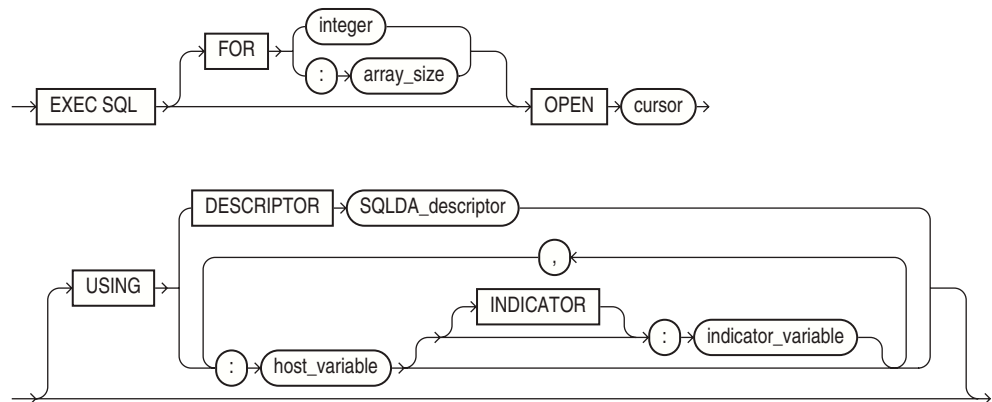 FOR integer
: array_size
EXEC SQL OPEN cursor
DESCRIPTOR SQLDA_descriptor
,
USING INDICATOR
: host_variable : indicator_variable